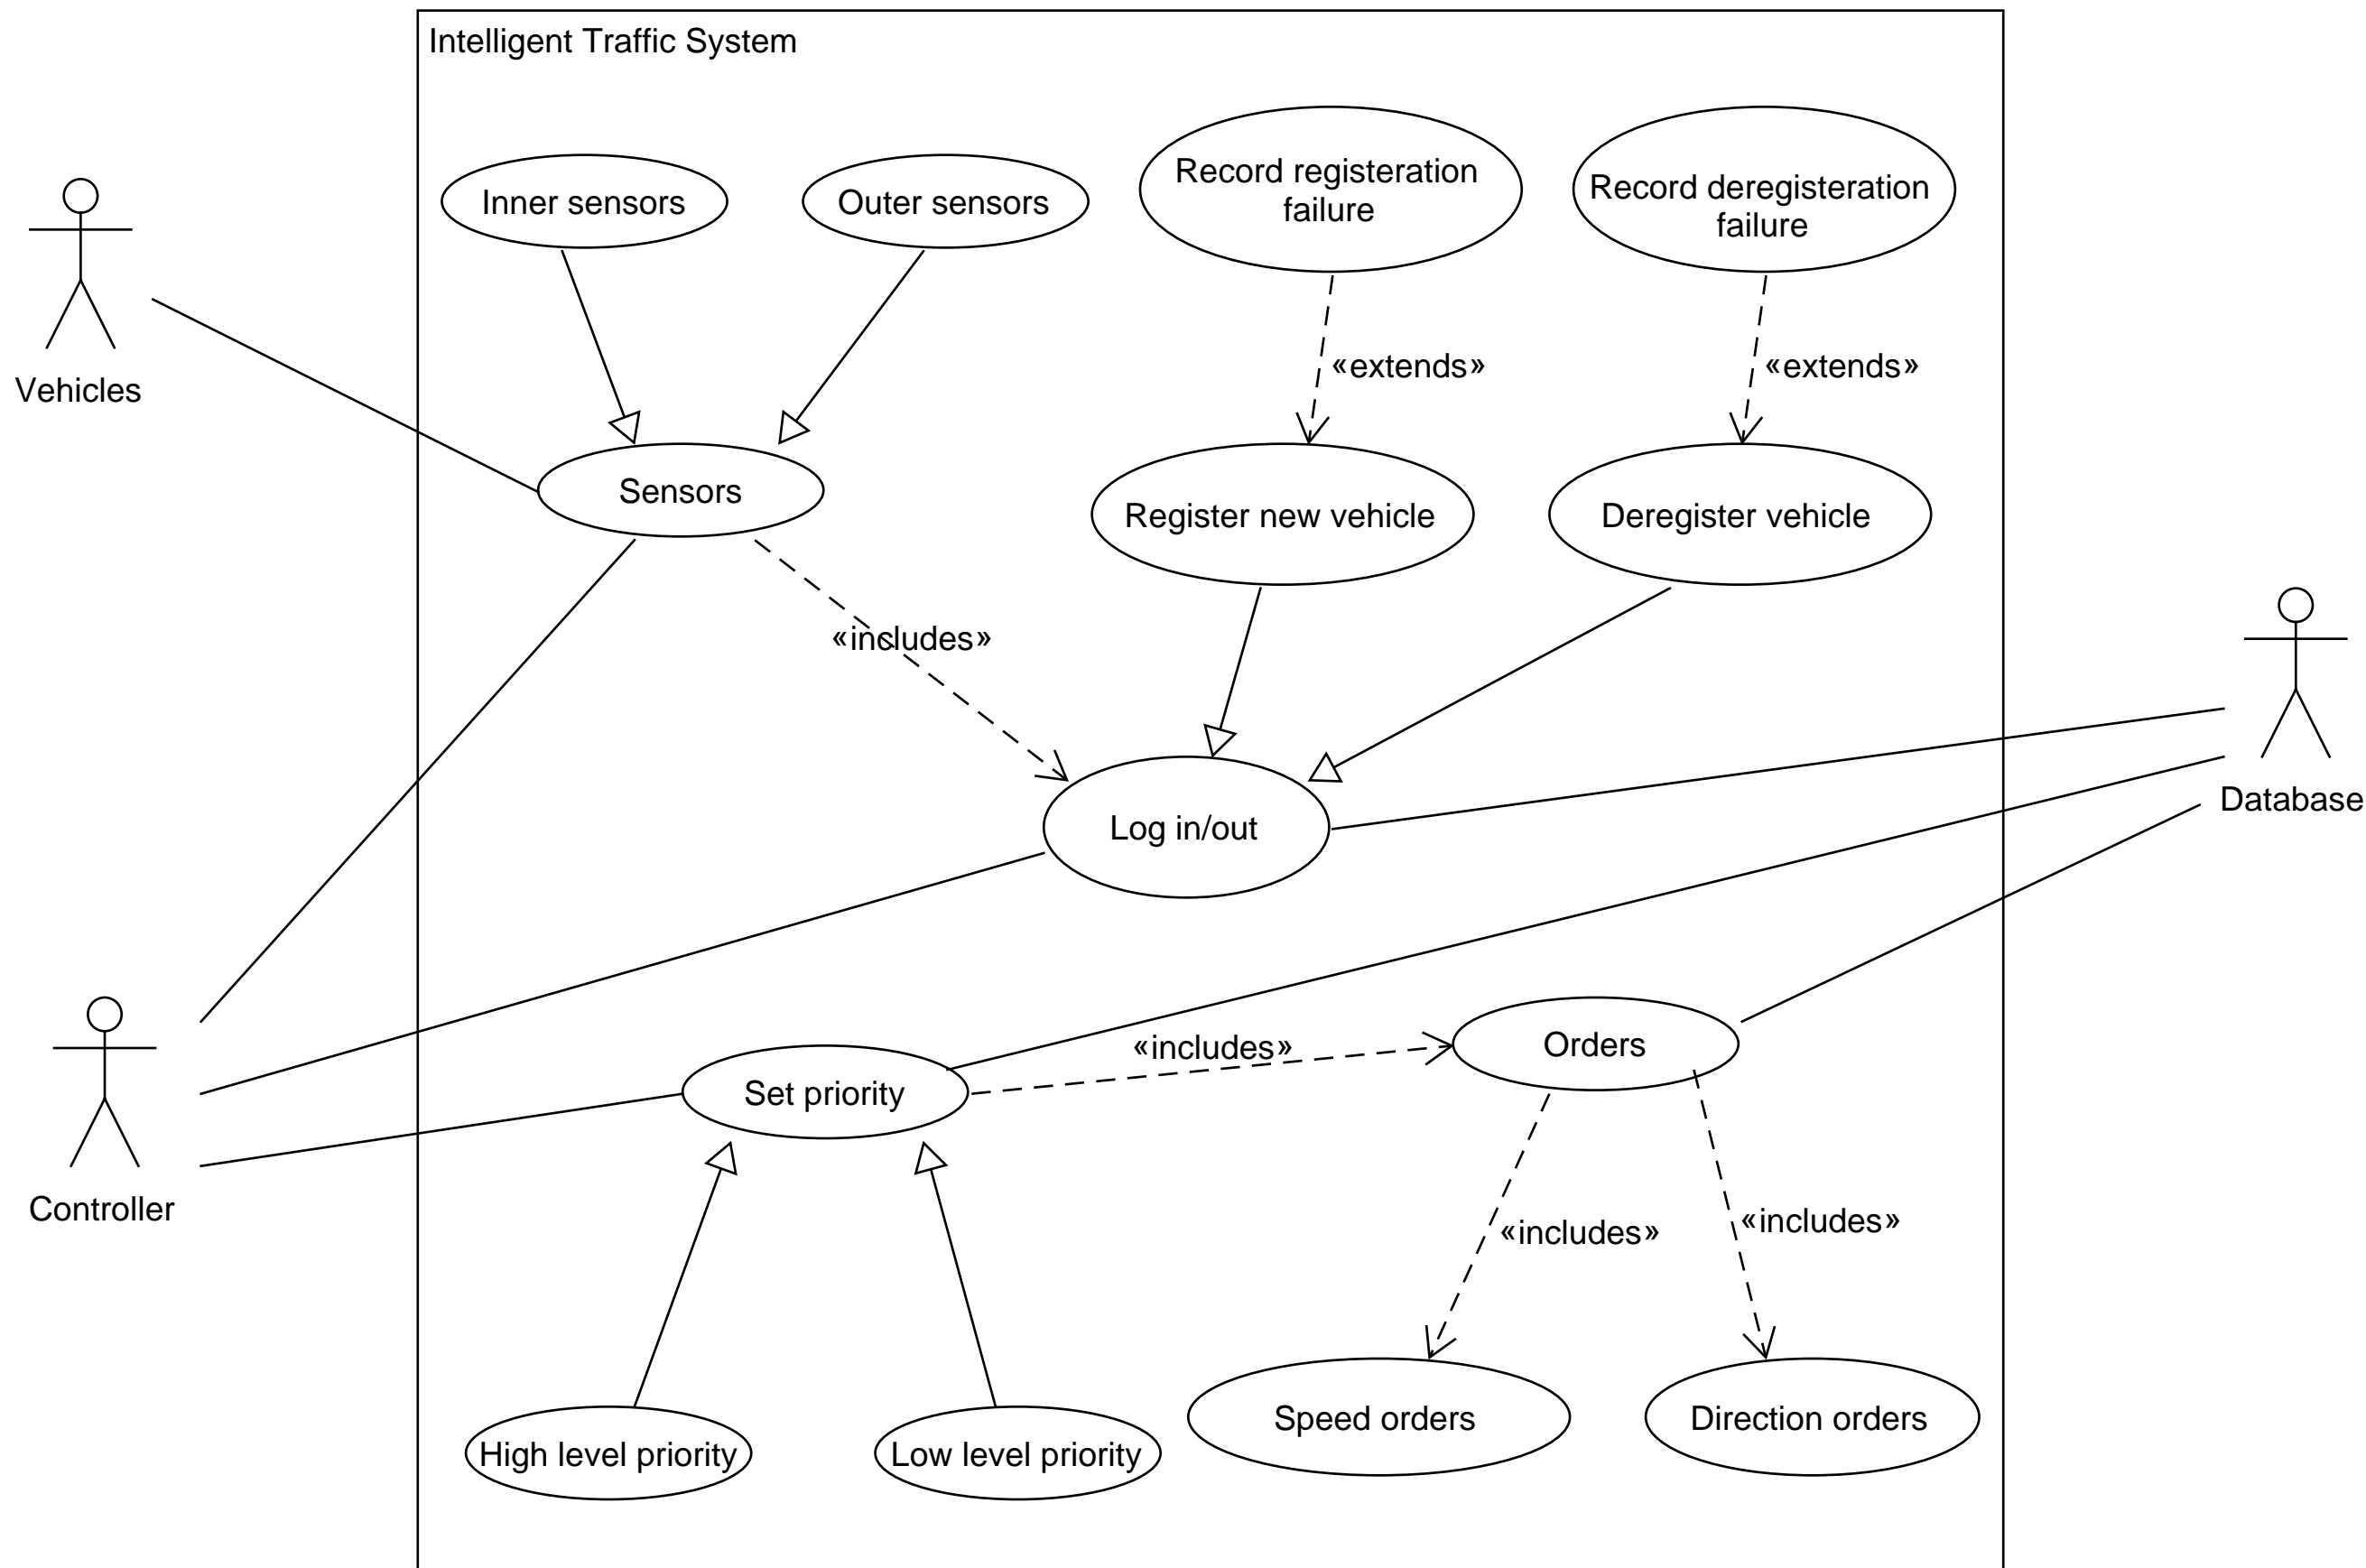 Intelligent Traffic System
Inner sensors
Outer sensors
Record registeration
failure
Record deregisteration
failure
Vehicles
«extends»
«extends»
Sensors
Register new vehicle
Deregister vehicle
«includes»
Database
Log in/out
Controller
Set priority
«includes»
Orders
«includes»
«includes»
High level priority
Low level priority
Speed orders
Direction orders